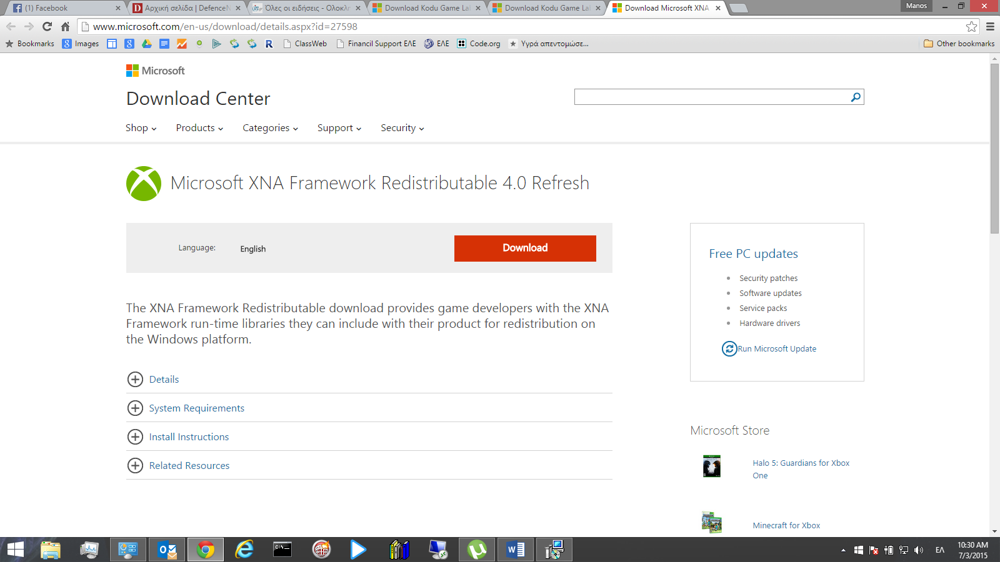 (1) Facebook
Αρχική σελίδα | Defence
Όλες οι ειδήσεις - Ολοκλη
Download Kodu Game La
Download Kodu Game La
Download Microsoft XNA
Manos
www.microsoft.com/en-us/download/details.aspx?id=27598
Bookmarks
Images
ClassWeb
Financil Support ΕΛΕ
ΕΛΕ
Code.org
Υγρά απεντομώσε...
Other bookmarks
Microsoft
Download Center
Shop
Products
Categories
Support
Security
Microsoft XNA Framework Redistributable 4.0 Refresh
Language:
English
Download
The XNA Framework Redistributable download provides game developers with the XNA
Framework run-time libraries they can include with their product for redistribution on
the Windows platform.
Details
System Requirements
Install Instructions
Related Resources
Free PC updates
Security patches
Software updates
Service packs
Hardware drivers
Run Microsoft Update
Microsoft Store
Halo 5: Guardians for Xbox
One
Minecraft for Xbox
ΕΛ
10:30 AM
7/3/2015